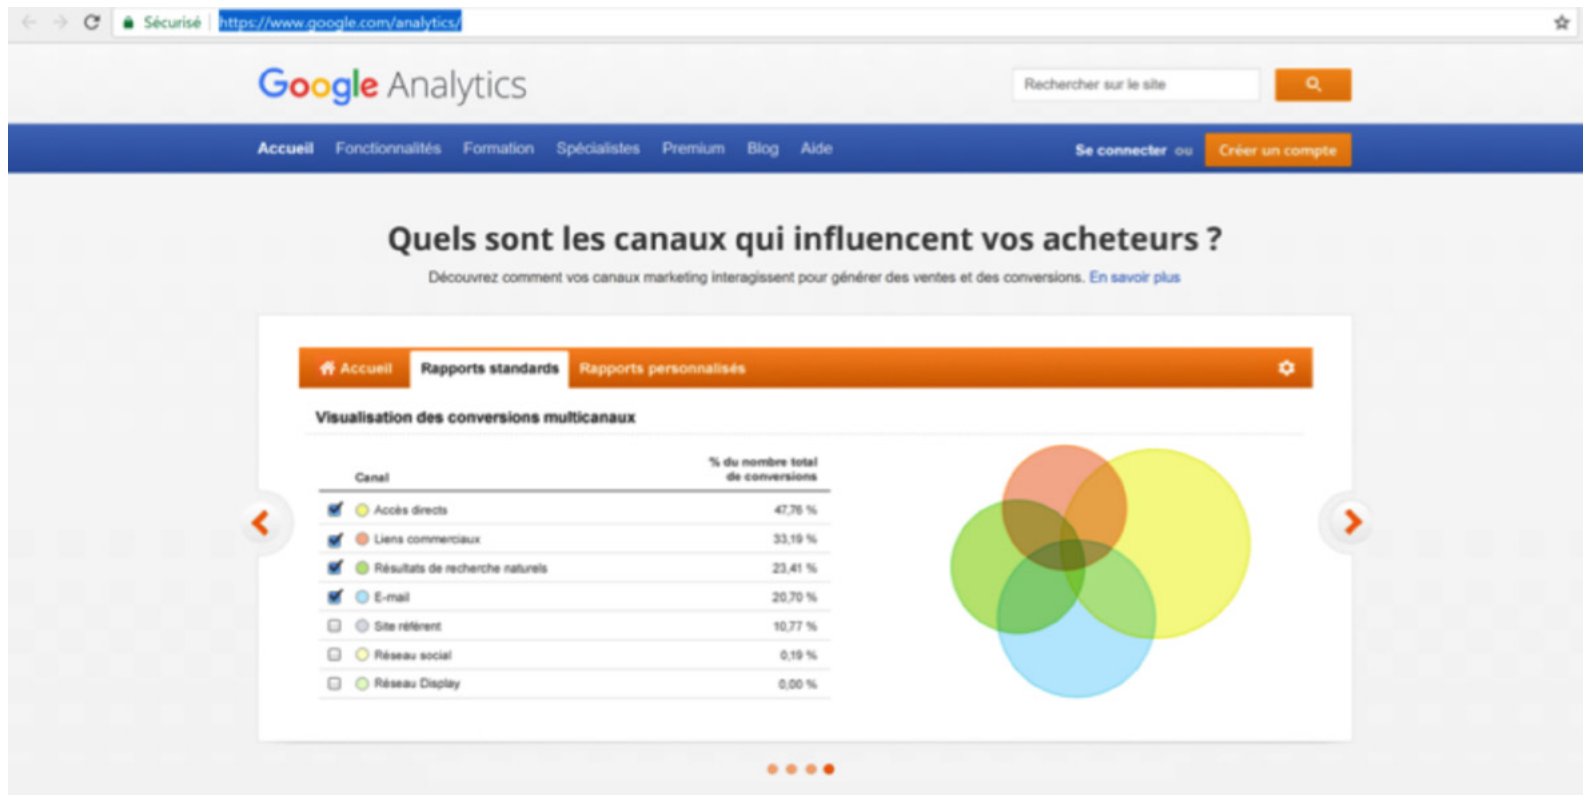 Sécurisé https://www.google.com/analytics/
Google Analytics
Rechercher sur le site
Accueil Fonctionnalités Formation Spécialistes Premium Blog Aide Se connecter ou Créer un compte
Quels sont les canaux qui influencent vos acheteurs ?
Découvrez comment vos canaux marketing interagissent pour générer des ventes et des conversions. En savoir plus
Accueil Rapports standards Rapports personnalisés
Visualisation des conversions multicanaux
% du nombre total
Canal de conversions
Accès directs 47,76 %
Liens commerciaux 33,19 %
Résultats de recherche naturels 23,41 %
E-mail 20,70 %
Site référent 10,77 %
Réseau social 0,19 %
Réseau Display 0,00 %